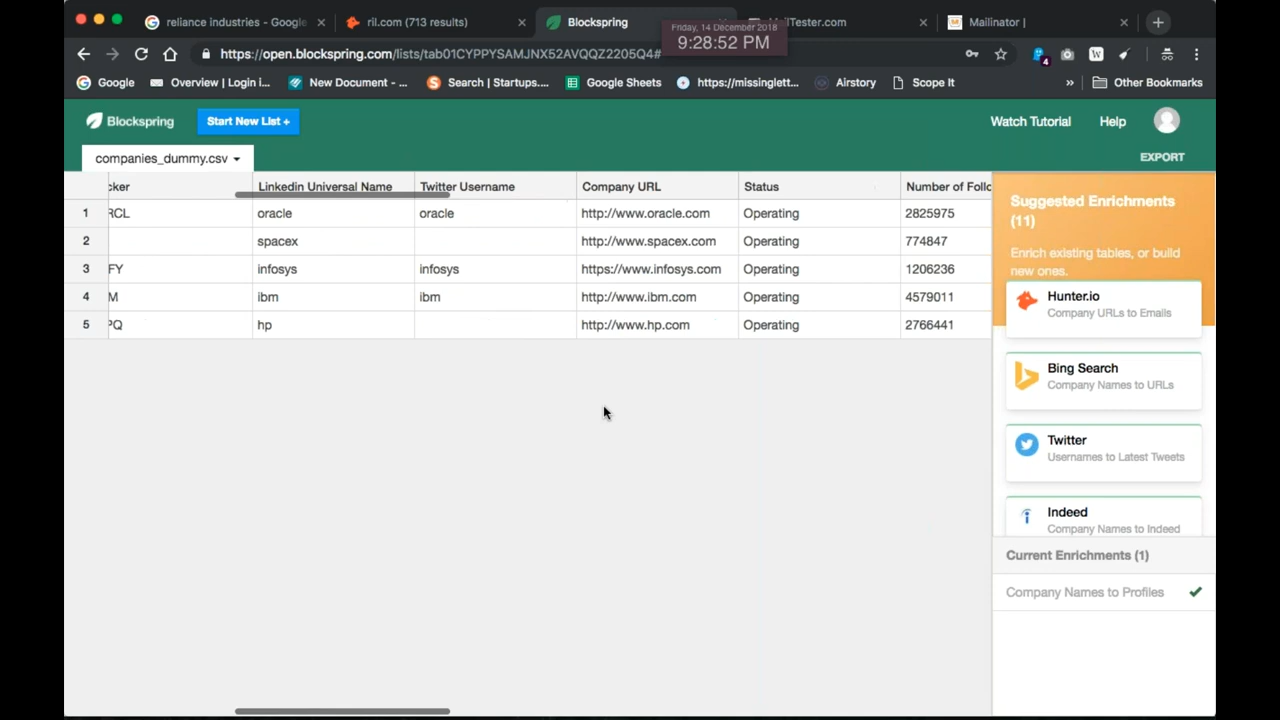 reliance industries - Google
ril.com (713 results)
Blockspring
MailTester.com
Mailinator |
Friday, 14 December 2018
9:28:52 PM
https://open.blockspring.com/lists/tab01CYPPYSAMJNX52AVQQZ2205Q4#
4
Google
Overview | Login i...
New Document - ...
Search | Startups....
Google Sheets
https://missinglett...
Airstory
Scope It
»
Other Bookmarks
Blockspring
Start New List +
Watch Tutorial
Help
companies_dummy.csv
EXPORT
cker Linkedin Universal Name Twitter Username Company URL Status Number of Follo
1 RCL oracle oracle http://www.oracle.com Operating 2825975
2 spacex http://www.spacex.com Operating 774847
3 FY infosys infosys https://www.infosys.com Operating 1206236
4 M ibm ibm http://www.ibm.com Operating 4579011
5 PQ hp http://www.hp.com Operating 2766441
Suggested Enrichments
(11)
Enrich existing tables, or build
new ones.
Hunter.io
Company URLs to Emails
Bing Search
Company Names to URLs
Twitter
Usernames to Latest Tweets
Indeed
Company Names to Indeed
Current Enrichments (1)
Company Names to Profiles